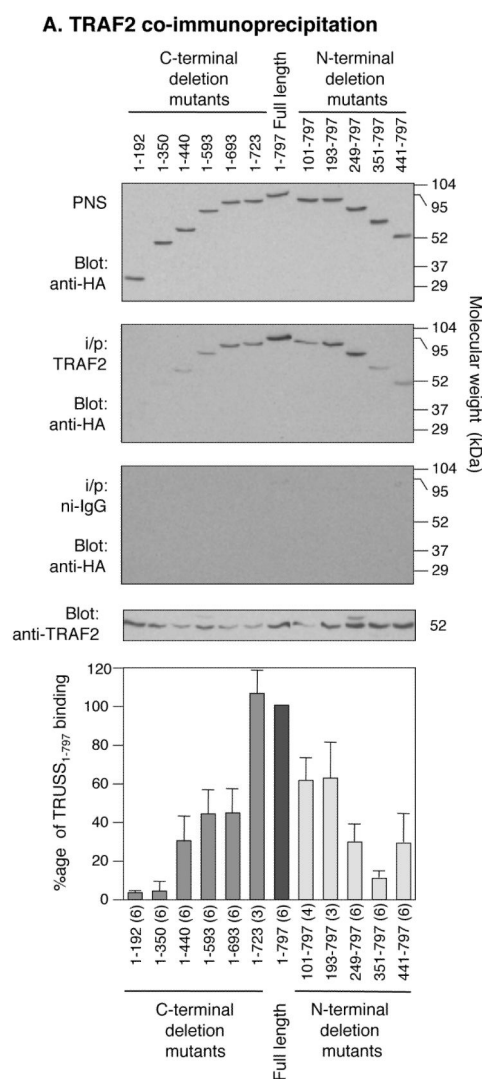 A. TRAF2 co-immunoprecipitation
C-terminal
deletion
mutants
Full length
N-terminal
deletion
mutants
1-192
1-350
1-440
1-593
1-693
1-723
1-797
101-797
193-797
249-797
351-797
441-797
PNS
Blot:
anti-HA
104
95
52
37
29
i/p:
TRAF2
Blot:
anti-HA
104
95
52
37
29
Molecular weight (kDa)
i/p:
ni-IgG
Blot:
anti-HA
104
95
52
37
29
Blot:
anti-TRAF2
52
%age of TRUSS1-797 binding
120
100
80
60
40
20
0
1-192 (6)
1-350 (6)
1-440 (6)
1-593 (6)
1-693 (6)
1-723 (3)
1-797 (6)
101-797 (4)
193-797 (3)
249-797 (6)
351-797 (6)
441-797 (6)
C-terminal
deletion
mutants
Full length
N-terminal
deletion
mutants